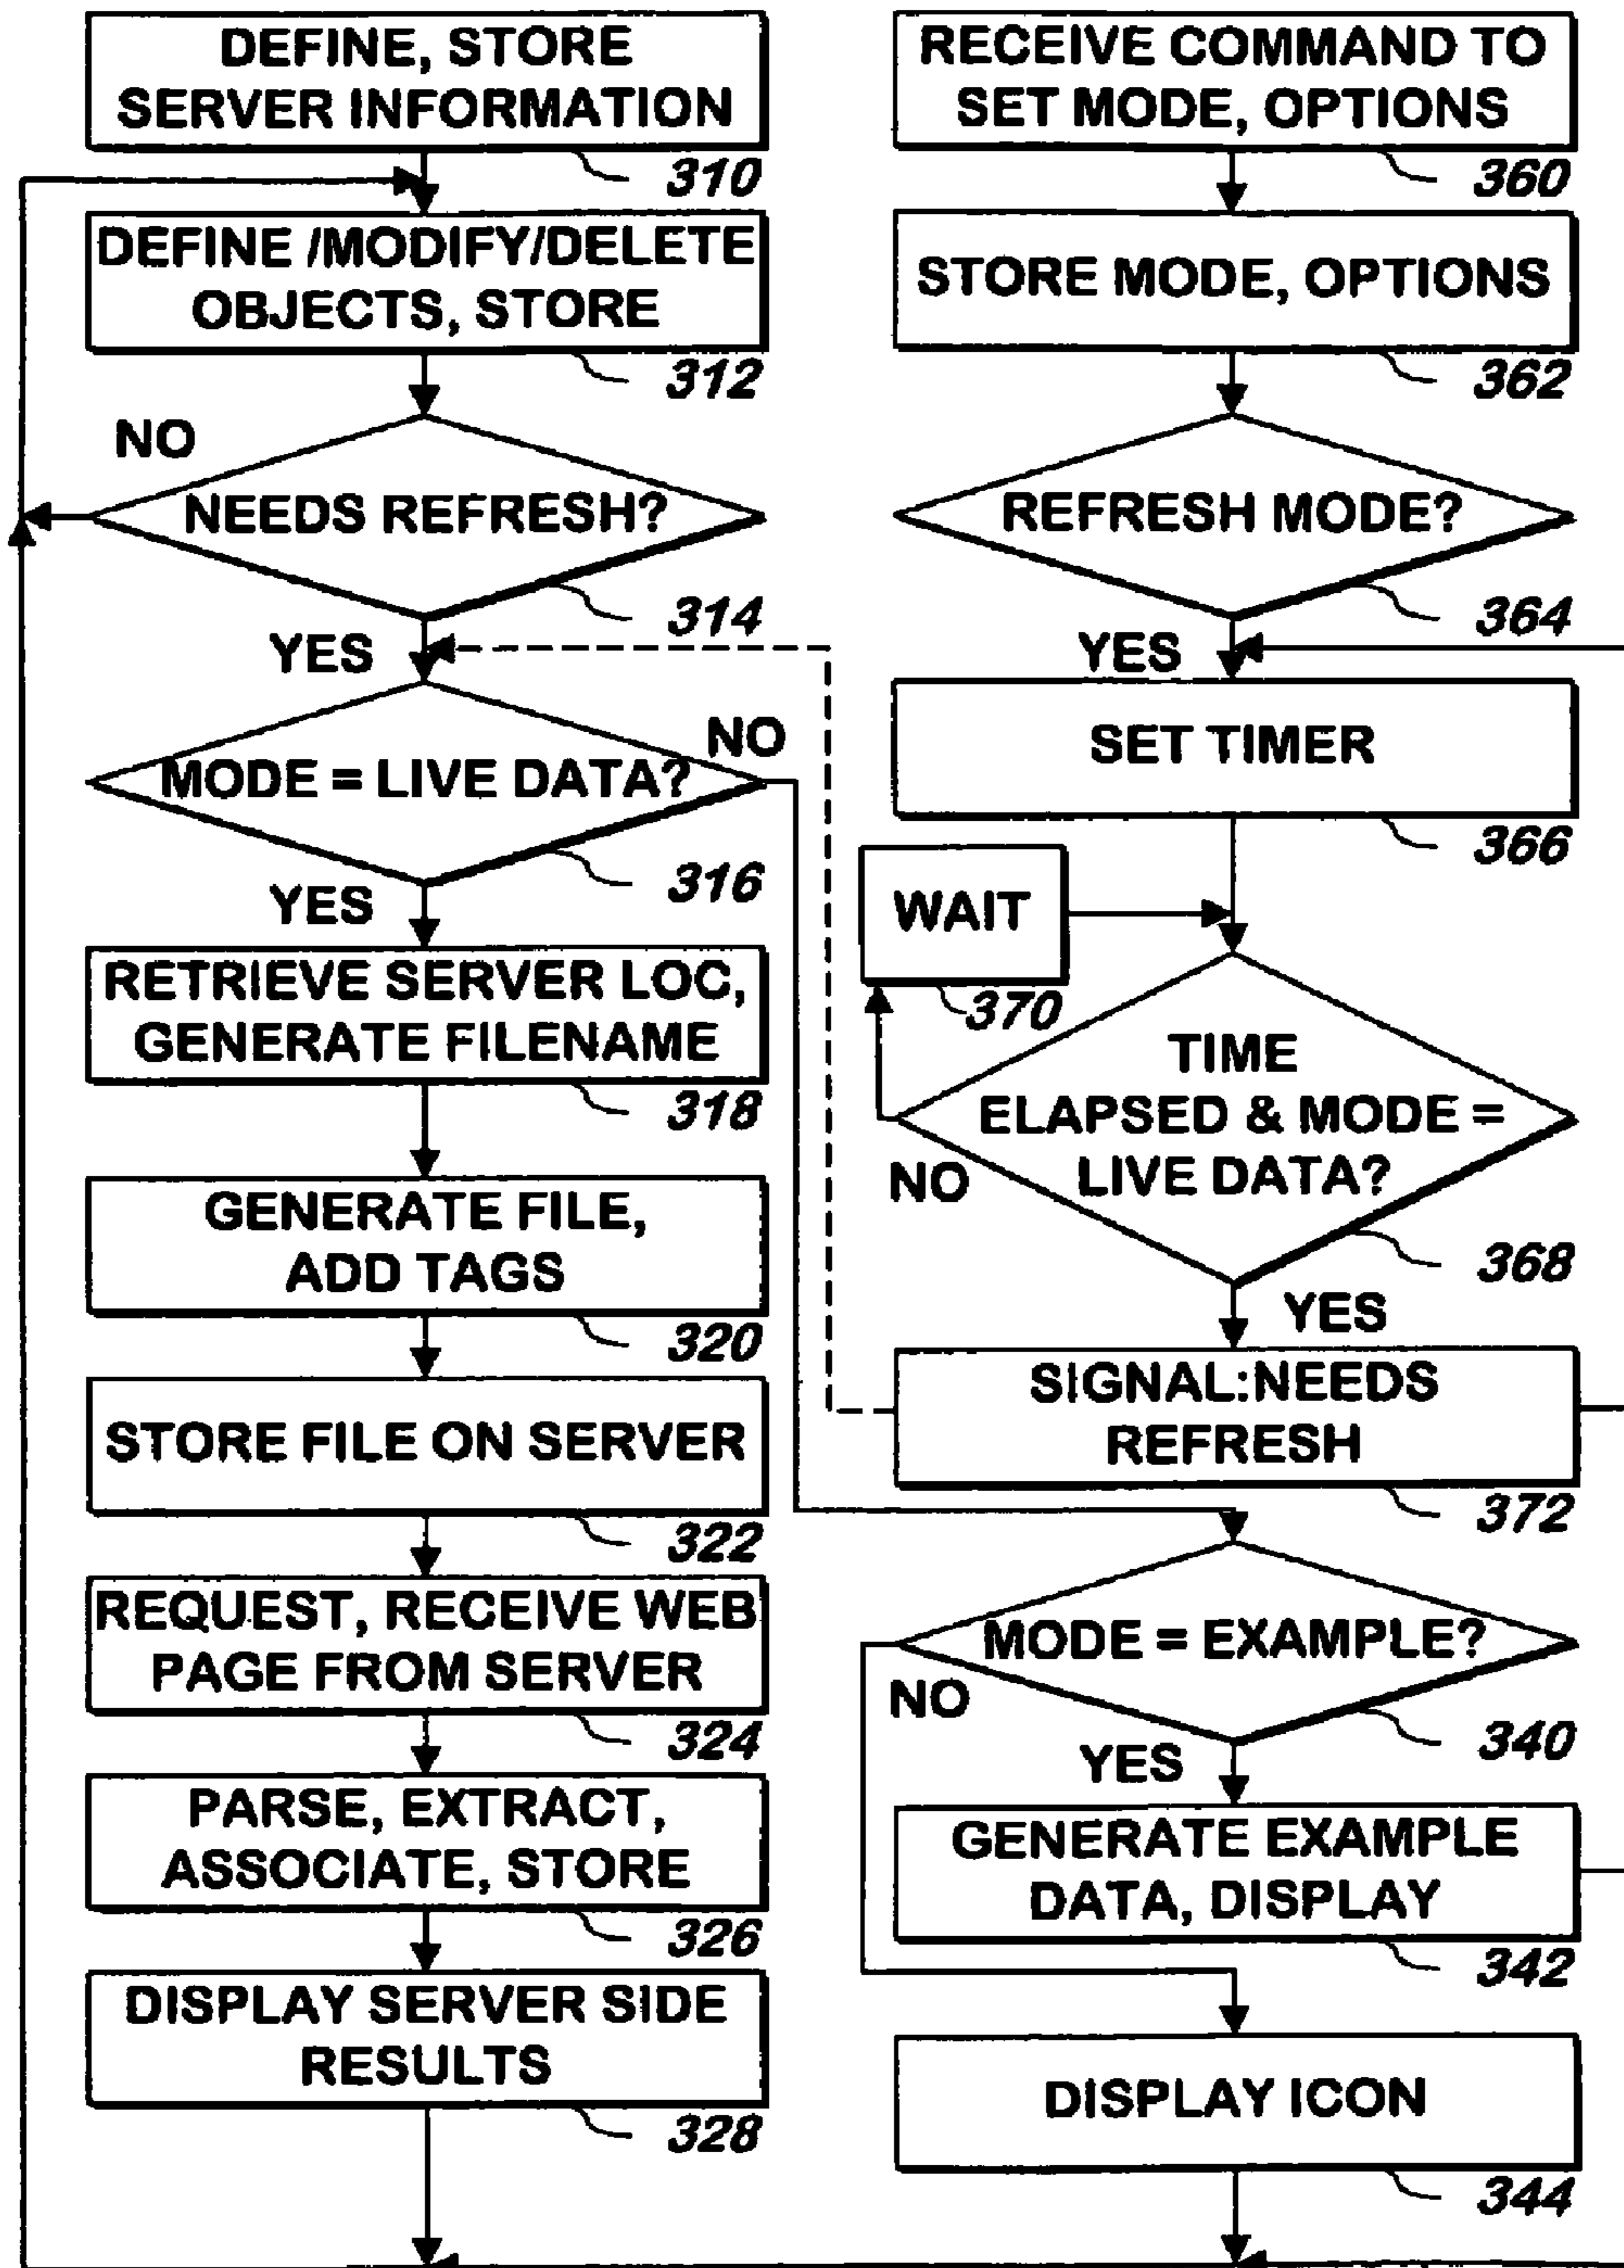 DEFINE, STORE
SERVER INFORMATION
310
DEFINE /MODIFY/DELETE
OBJECTS, STORE
312
NO
NEEDS REFRESH?
314
YES
NO
MODE = LIVE DATA?
316
YES
RETRIEVE SERVER LOC,
GENERATE FILENAME
318
GENERATE FILE,
ADD TAGS
320
STORE FILE ON SERVER
322
REQUEST, RECEIVE WEB
PAGE FROM SERVER
324
PARSE, EXTRACT,
ASSOCIATE, STORE
326
DISPLAY SERVER SIDE
RESULTS
328
RECEIVE COMMAND TO
SET MODE, OPTIONS
360
STORE MODE, OPTIONS
362
REFRESH MODE?
364
YES
SET TIMER
366
WAIT
370
TIME
ELAPSED & MODE =
LIVE DATA?
NO
368
YES
SIGNAL:NEEDS
REFRESH
372
MODE = EXAMPLE?
NO
340
YES
GENERATE EXAMPLE
DATA, DISPLAY
342
DISPLAY ICON
344